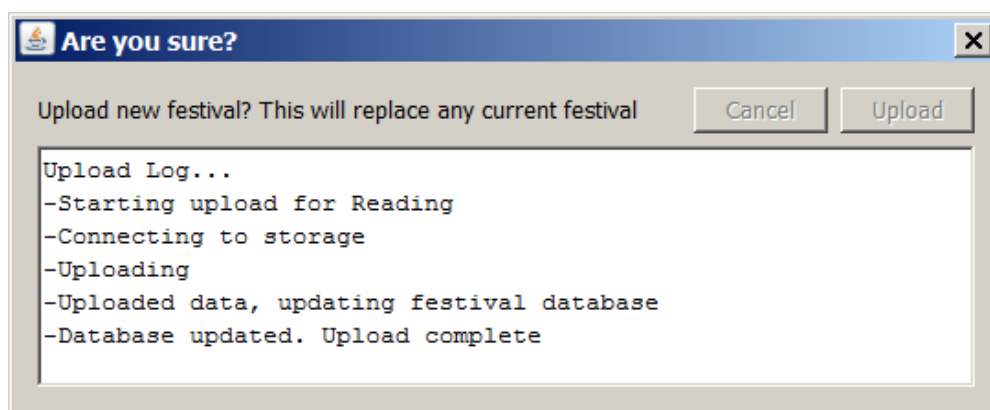 Are you sure?
Upload new festival? This will replace any current festival Cancel Upload
Upload Log...
-Starting upload for Reading
-Connecting to storage
-Uploading
-Uploaded data, updating festival database
-Database updated. Upload complete